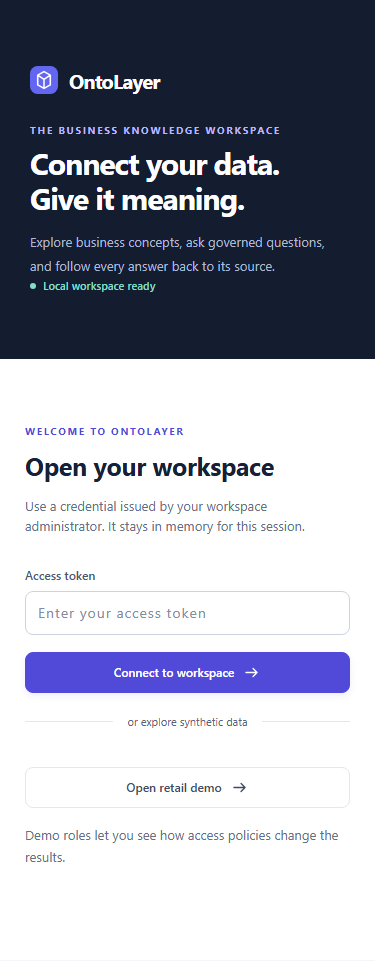 OntoLayer
THE BUSINESS KNOWLEDGE WORKSPACE
Connect your data.
Give it meaning.
Explore business concepts, ask governed questions,
and follow every answer back to its source.
Local workspace ready
WELCOME TO ONTOLAYER
Open your workspace
Use a credential issued by your workspace
administrator. It stays in memory for this session.
Access token
Enter your access token
Connect to workspace →
or explore synthetic data
Open retail demo →
Demo roles let you see how access policies change the
results.